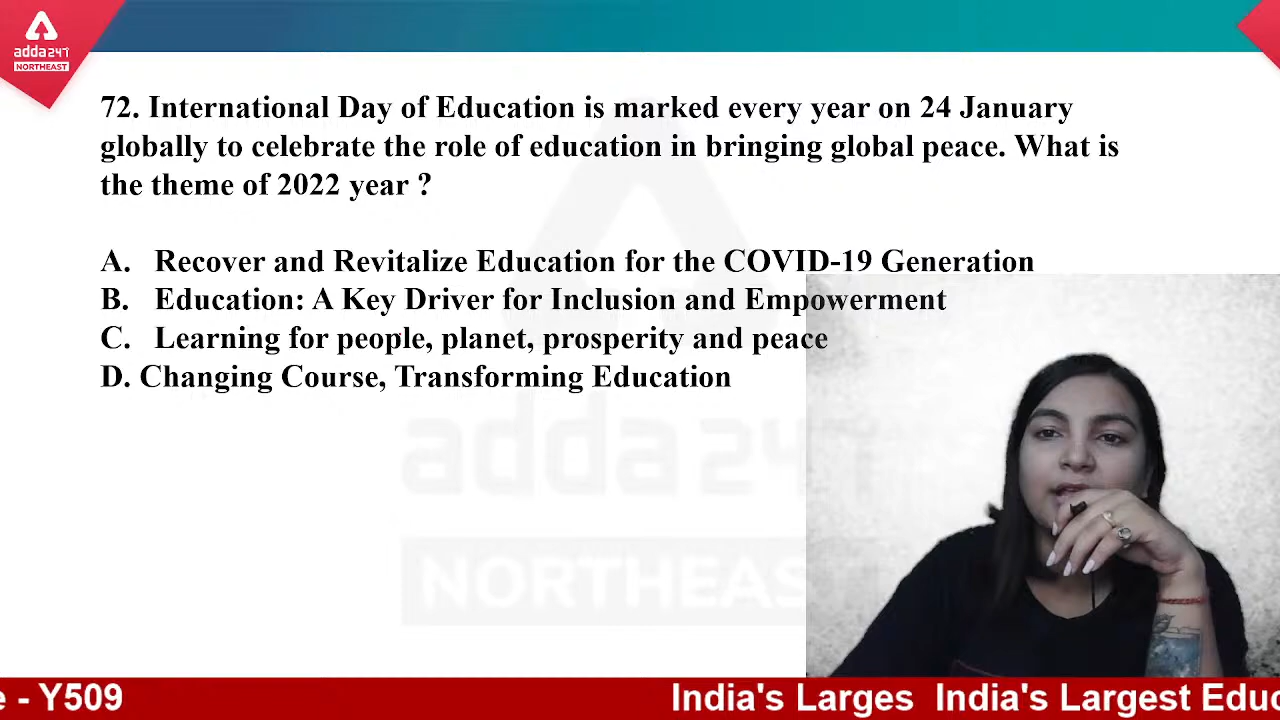 adda247
NORTHEAST
72. International Day of Education is marked every year on 24 January
globally to celebrate the role of education in bringing global peace. What is
the theme of 2022 year ?
A. Recover and Revitalize Education for the COVID-19 Generation
B. Education: A Key Driver for Inclusion and Empowerment
C. Learning for people, planet, prosperity and peace
D. Changing Course, Transforming Education
adda247
NORTHEAST
e - Y509 India's Larges India's Largest Educ